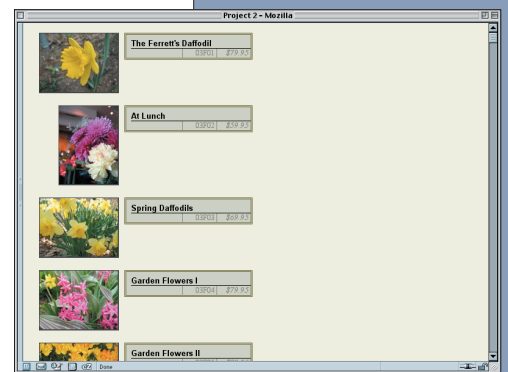 Project 2 - Mozilla
The Ferrett's Daffodil
03F01 $79.95
At Lunch
03F02 $59.95
Spring Daffodils
03F03 $69.95
Garden Flowers I
03F04 $79.95
Garden Flowers II
Done